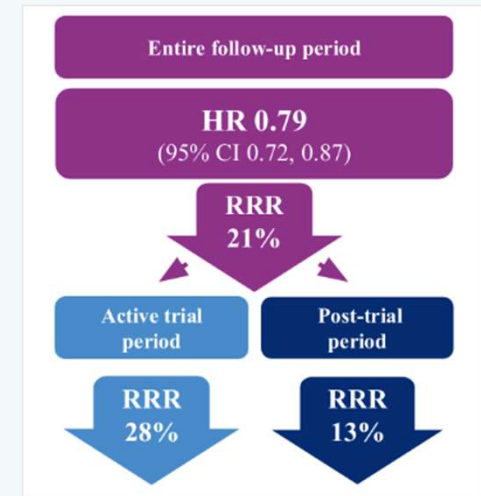 Entire follow-up period
HR 0.79
(95% CI 0.72, 0.87)
RRR
21%
Active trial
period
Post-trial
period
RRR
28%
RRR
13%